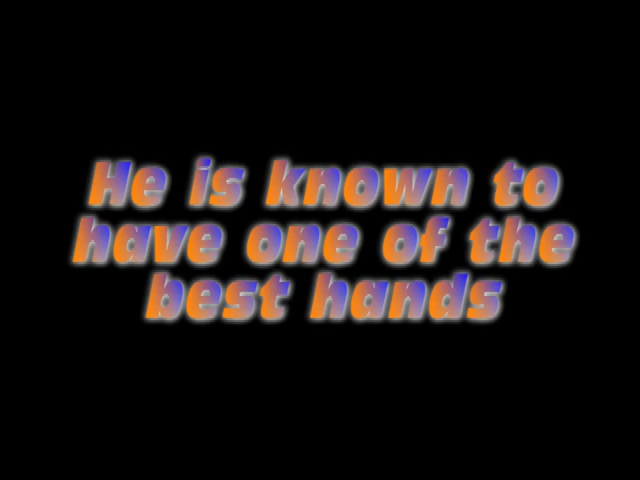 He is known to
have one of the
best hands